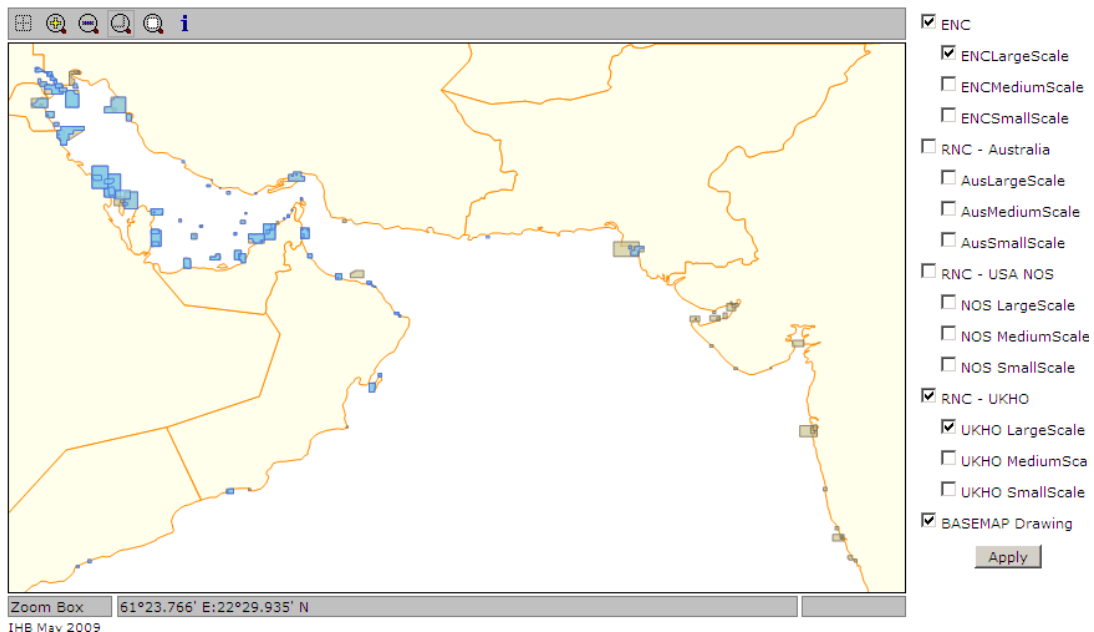 i
ENC
ENCLargeScale
ENCMediumScale
ENCSmallScale
RNC - Australia
AusLargeScale
AusMediumScale
AusSmallScale
RNC - USA NOS
NOS LargeScale
NOS MediumScale
NOS SmallScale
RNC - UKHO
UKHO LargeScale
UKHO MediumSca
UKHO SmallScale
BASEMAP Drawing
Apply
Zoom Box
61°23.766' E:22°29.935' N
IHB May 2009